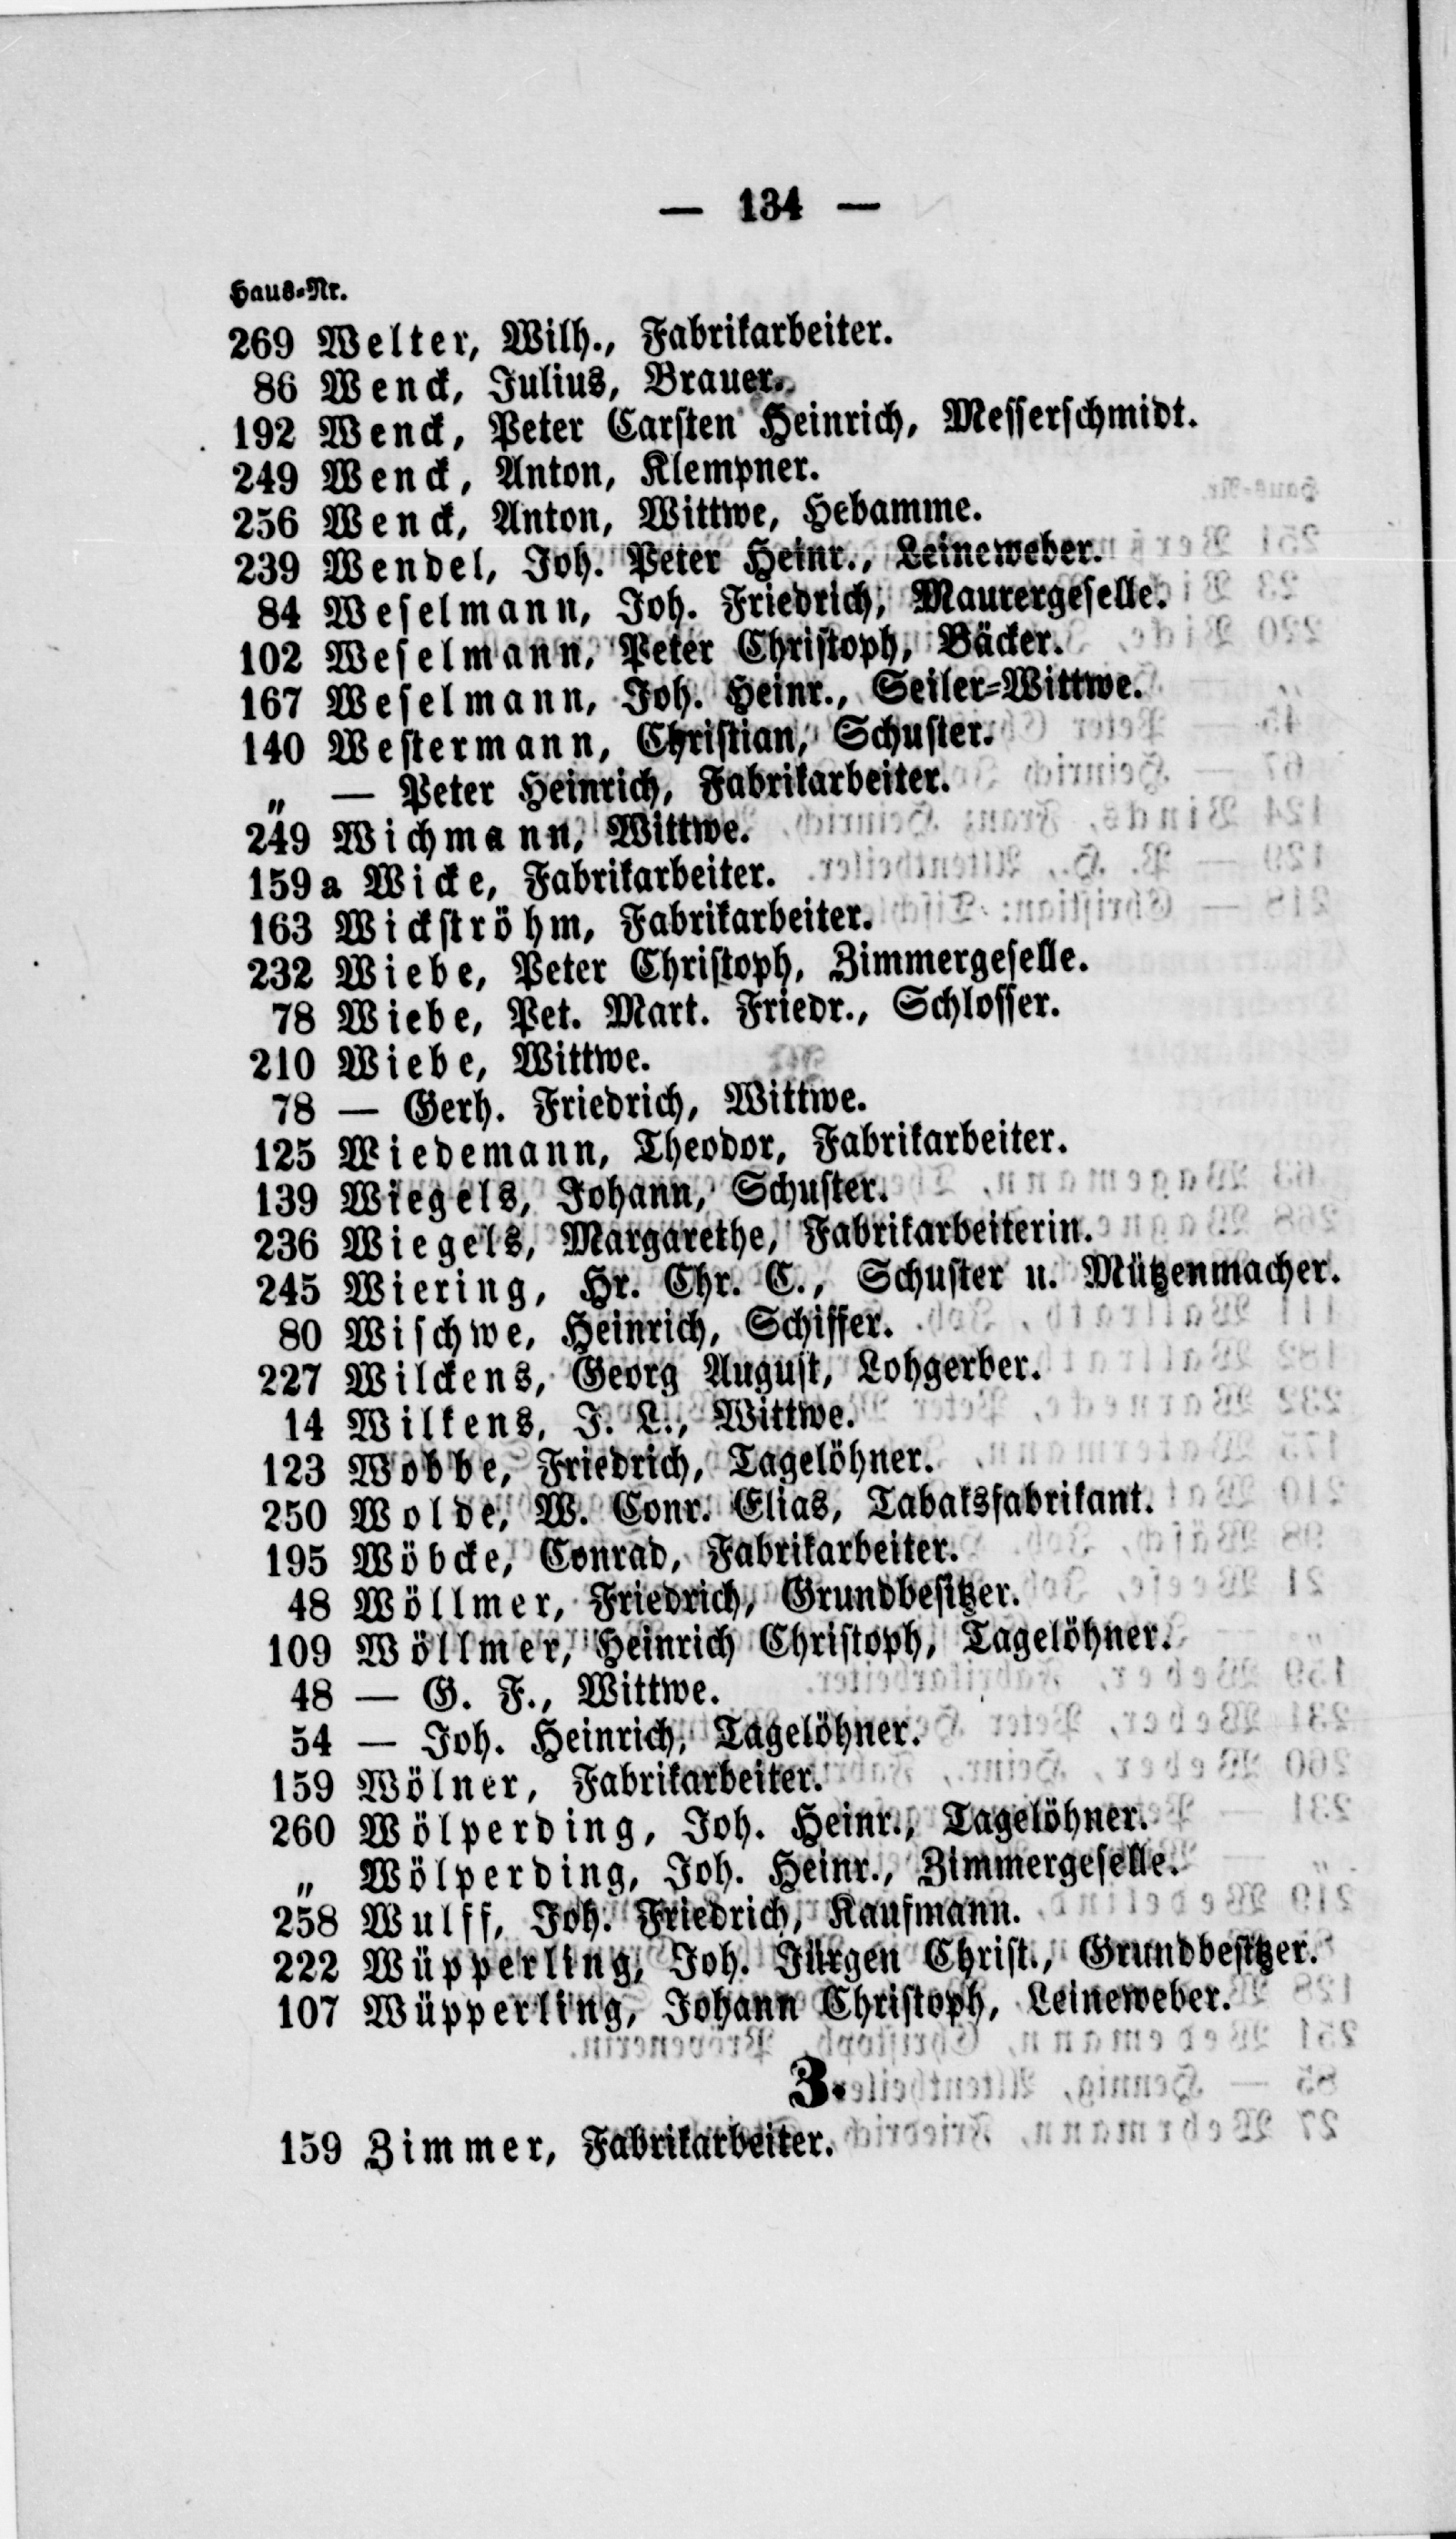 — 134 —
Haus-Nr.
269 Welter, Wilh., Fabrikarbeiter.
86 Wenck, Julius, Brauer.
192 Wenck, Peter Carsten Heinrich, Messerschmidt.
249 Wenck, Anton, Klempner.
256 Wenck, Anton, Wittwe, Hebamme.
239 Wendel, Joh. Peter Heinr., Leineweber.
84 Weselmann, Joh. Friedrich, Maurergeselle.
102 Weselmann, Peter Christoph, Bäcker.
167 Weselmann, Joh. Heinr., Seiler-Wittwe.
140 Westermann, Christian, Schuster.
„ — Peter Heinrich, Fabrikarbeiter.
249 Wichmann, Wittwe.
159a Wicke, Fabrikarbeiter.
163 Wickströhm, Fabrikarbeiter.
232 Wiebe, Peter Christoph, Zimmergeselle.
78 Wiebe, Pet. Mart. Friedr., Schlosser.
210 Wiebe, Wittwe.
78 — Gerh. Friedrich, Wittwe.
125 Wiedemann, Theodor, Fabrikarbeiter.
139 Wiegels, Johann, Schuster.
236 Wiegels, Margarethe, Fabrikarbeiterin.
245 Wiering, Hr. Chr. C., Schuster u. Mützenmacher.
80 Wischwe, Heinrich, Schiffer.
227 Wilckens, Georg August, Lohgerber.
14 Wilkens, J. L., Wittwe.
123 Wobbe, Friedrich, Tagelöhner.
250 Wolde, W. Conr. Elias, Tabaksfabrikant.
195 Wöbcke, Conrad, Fabrikarbeiter.
48 Wöllmer, Friedrich, Grundbesitzer.
109 Wöllmer, Heinrich Christoph, Tagelöhner.
48 — G. F., Wittwe.
54 — Joh. Heinrich, Tagelöhner.
159 Wölner, Fabrikarbeiter.
260 Wölperding, Joh. Heinr., Tagelöhner.
„ Wölperding, Joh. Heinr., Zimmergeselle.
258 Wulff, Joh. Friedrich, Kaufmann.
222 Wüpperling, Joh. Jürgen Christ., Grundbesitzer.
107 Wüpperling, Johann Christoph, Leineweber.
Z.
159 Zimmer, Fabrikarbeiter.